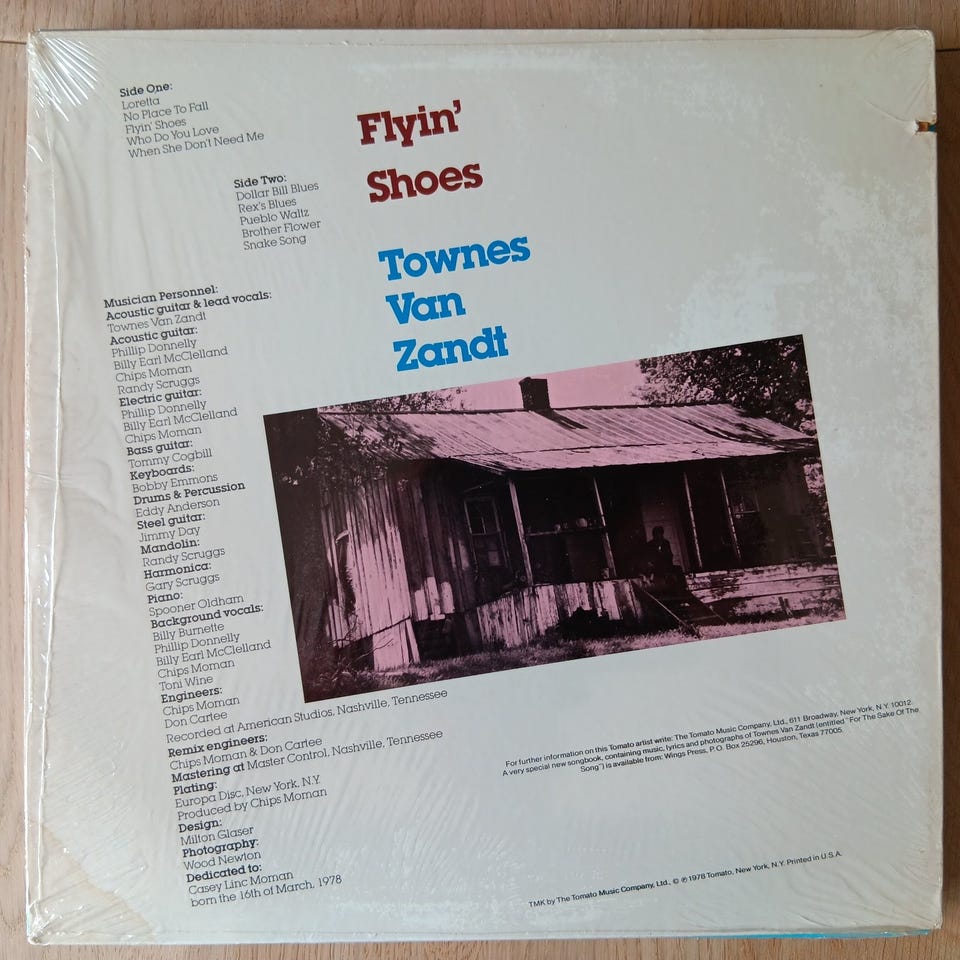 Side One:
Loretta
No Place To Fall
Flyin' Shoes
Who Do You Love
When She Don't Need Me
Side Two:
Dollar Bill Blues
Rex's Blues
Pueblo Waltz
Brother Flower
Snake Song
Flyin'
Shoes
Townes
Van
Zandt
Musician Personnel:
Acoustic guitar & lead vocals:
Townes Van Zandt
Acoustic guitar:
Phillip Donnelly
Billy Earl McClelland
Chips Moman
Randy Scruggs
Electric guitar:
Phillip Donnelly
Billy Earl McClelland
Chips Moman
Bass guitar:
Tommy Cogbill
Keyboards:
Bobby Emmons
Drums & Percussion
Eddy Anderson
Steel guitar:
Jimmy Day
Mandolin:
Randy Scruggs
Harmonica:
Gary Scruggs
Piano:
Spooner Oldham
Background vocals:
Billy Burnette
Phillip Donnelly
Billy Earl McClelland
Chips Moman
Toni Wine
Engineers:
Chips Moman
Don Cartee
Recorded at American Studios, Nashville, Tennessee
Remix engineers:
Chips Moman & Don Cartee
Mastering at Master Control, Nashville, Tennessee
Plating:
Europa Disc, New York, N.Y.
Produced by Chips Moman
Design:
Milton Glaser
Photography:
Wood Newton
Dedicated to:
Casey Linc Moman
born the 16th of March, 1978
For further information on this Tomato artist write: The Tomato Music Company, Ltd., 611 Broadway, New York, N.Y. 10012.
A very special new songbook, containing music, lyrics and photographs of Townes Van Zandt (entitled "For The Sake Of The
Song") is available from: Wings Press, P.O. Box 25296, Houston, Texas 77005.
TMK by The Tomato Music Company, Ltd., © ℗ 1978 Tomato, New York, N.Y. Printed in U.S.A.